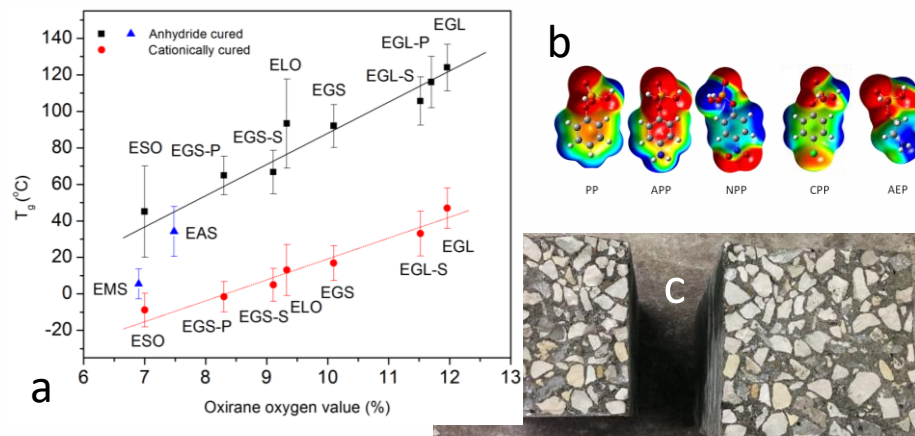 140
120
100
80
60
40
20
0
-20
T_g (°C)
Anhydride cured
Cationically cured
EGL
EGL-P
EGL-S
EGS
ELO
EGS-S
EGS-P
ESO
EAS
EMS
ESO
EGS-P
EGS-S
ELO
EGS
EGL-S
EGL
6 7 8 9 10 11 12 13
Oxirane oxygen value (%)
a
b
PP APP NPP CPP AEP
c